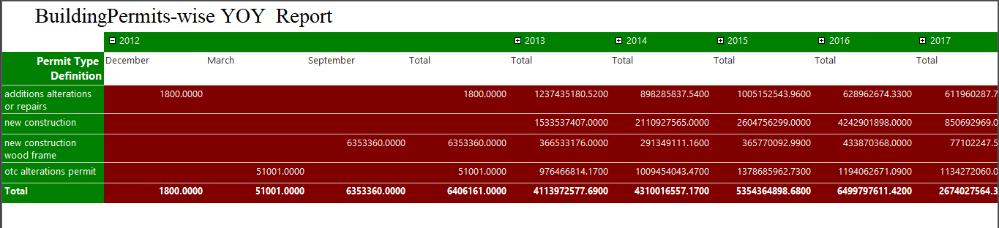 BuildingPermits-wise YOY Report
2012 2013 2014 2015 2016 2017
Permit Type Definition December March September Total Total Total Total Total Total
additions alterations or repairs 1800.0000 1800.0000 1237435180.5200 898285837.5400 1005152543.9600 628962674.3300 611960287.7
new construction 1533537407.0000 2110927565.0000 2604756299.0000 4242901898.0000 850692969.0
new construction wood frame 6353360.0000 6353360.0000 366533176.0000 291349111.1600 365770092.9900 433870368.0000 77102247.5
otc alterations permit 51001.0000 51001.0000 976466814.1700 1009454043.4700 1378685962.7300 1194062671.0900 1134272060.0
Total 1800.0000 51001.0000 6353360.0000 6406161.0000 4113972577.6900 4310016557.1700 5354364898.6800 6499797611.4200 2674027564.3